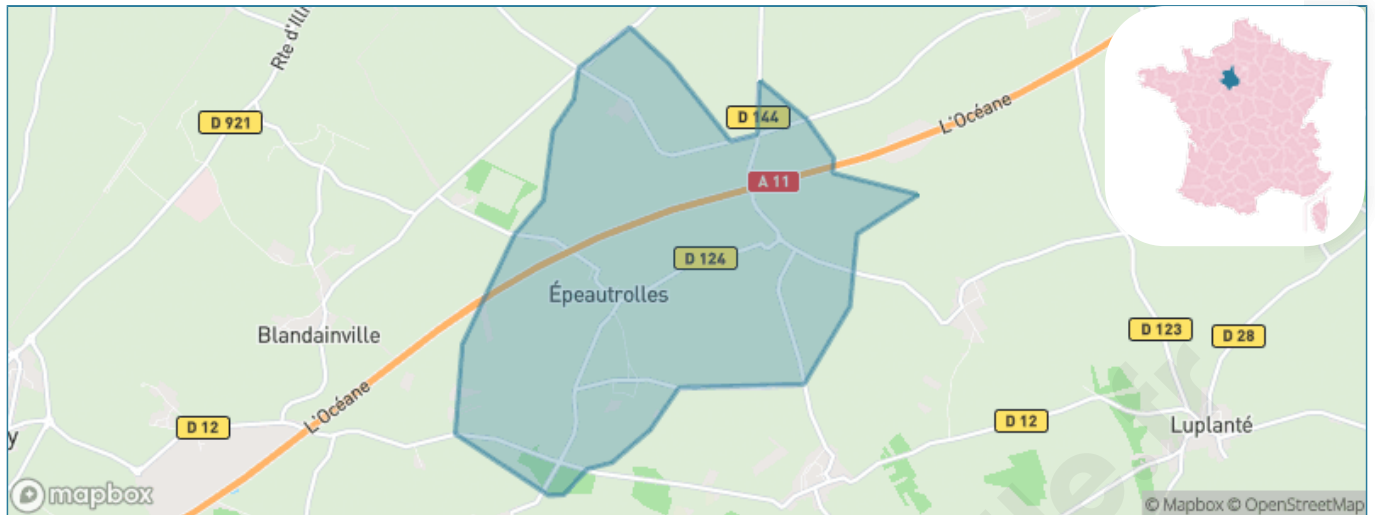 Rte d'Illi
D 921
D 144
L'Océane
A 11
D 124
Épeautrolles
Blandainville
D 123
D 28
L'Océane
D 12
D 12
Luplanté
y
mapbox
© Mapbox © OpenStreetMap